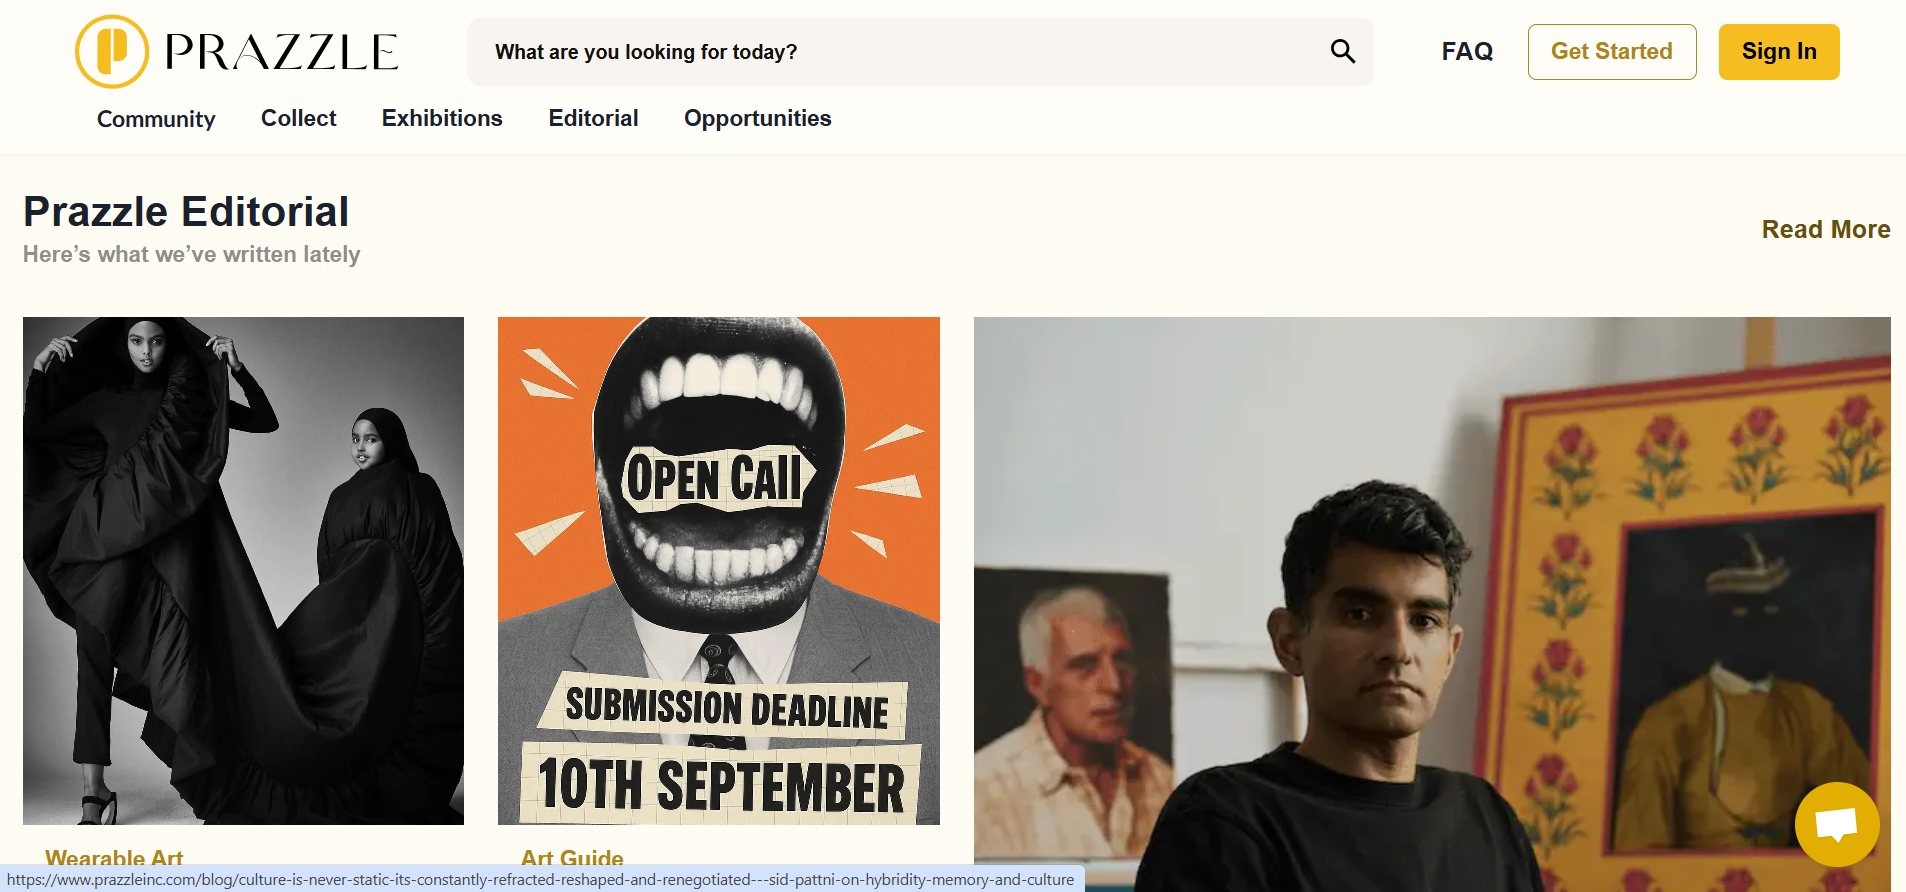 PRAZZLE
What are you looking for today?
FAQ
Get Started
Sign In
Community
Collect
Exhibitions
Editorial
Opportunities
Prazzle Editorial
Here’s what we’ve written lately
Read More
OPEN CAll
SUBMISSION DEADLINE
10TH SEPTEMBER
Wearable Art
Art Guide
https://www.prazzleinc.com/blog/culture-is-never-static-its-constantly-refracted-reshaped-and-renegotiated---sid-pattni-on-hybridity-memory-and-culture